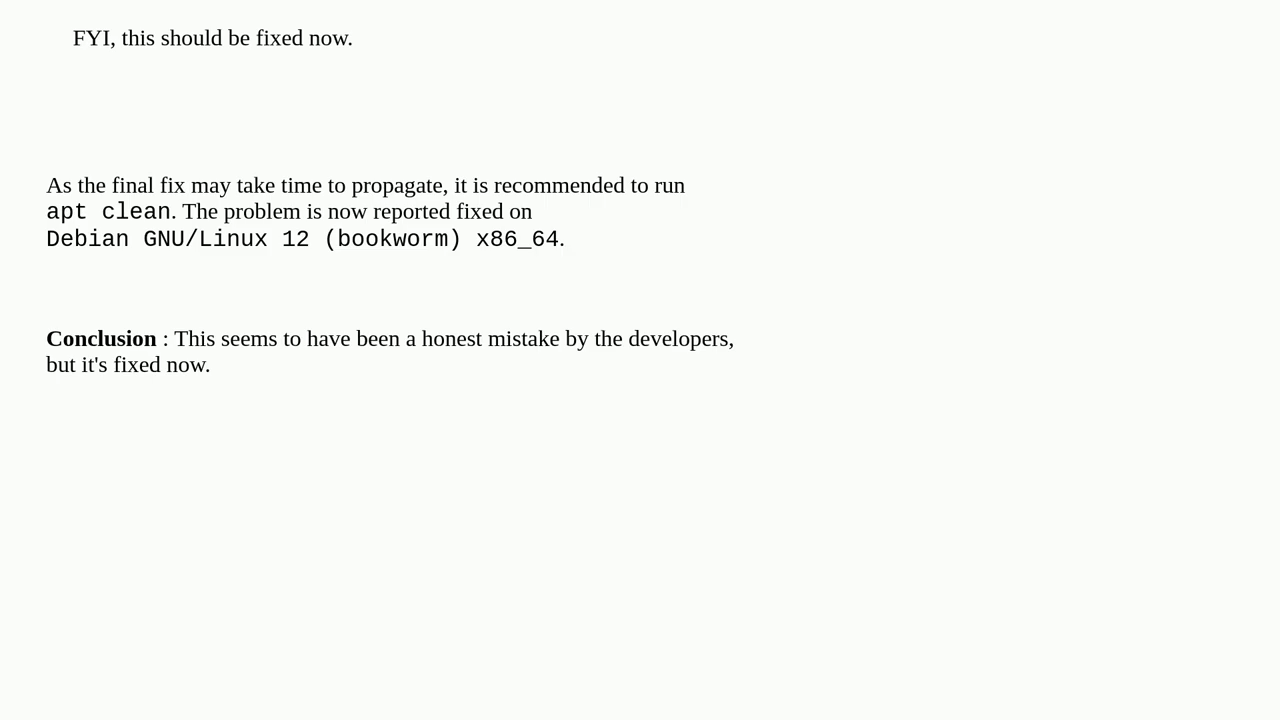 FYI, this should be fixed now.
As the final fix may take time to propagate, it is recommended to run
apt clean. The problem is now reported fixed on
Debian GNU/Linux 12 (bookworm) x86_64.
Conclusion : This seems to have been a honest mistake by the developers,
but it's fixed now.